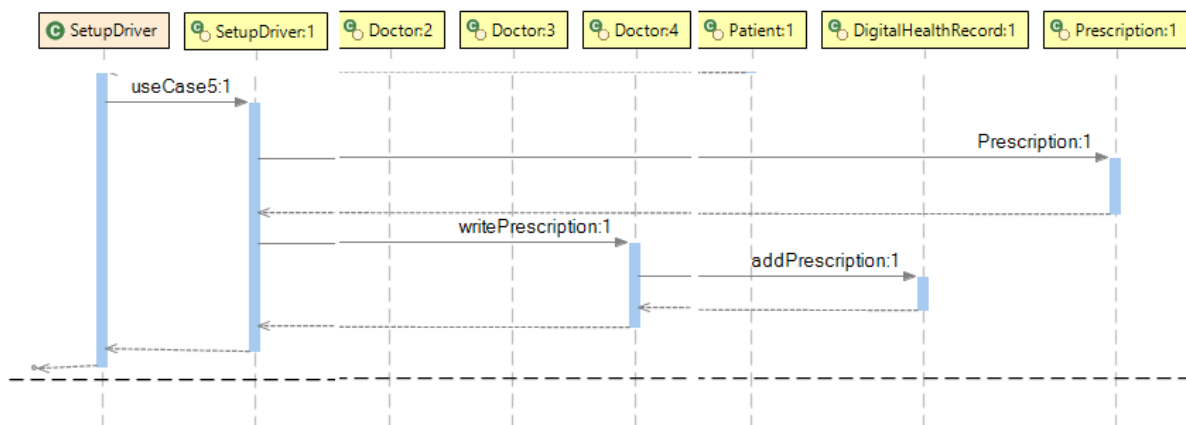 SetupDriver
SetupDriver:1
Doctor:2
Doctor:3
Doctor:4
Patient:1
DigitalHealthRecord:1
Prescription:1
useCase5:1
Prescription:1
writePrescription:1
addPrescription:1